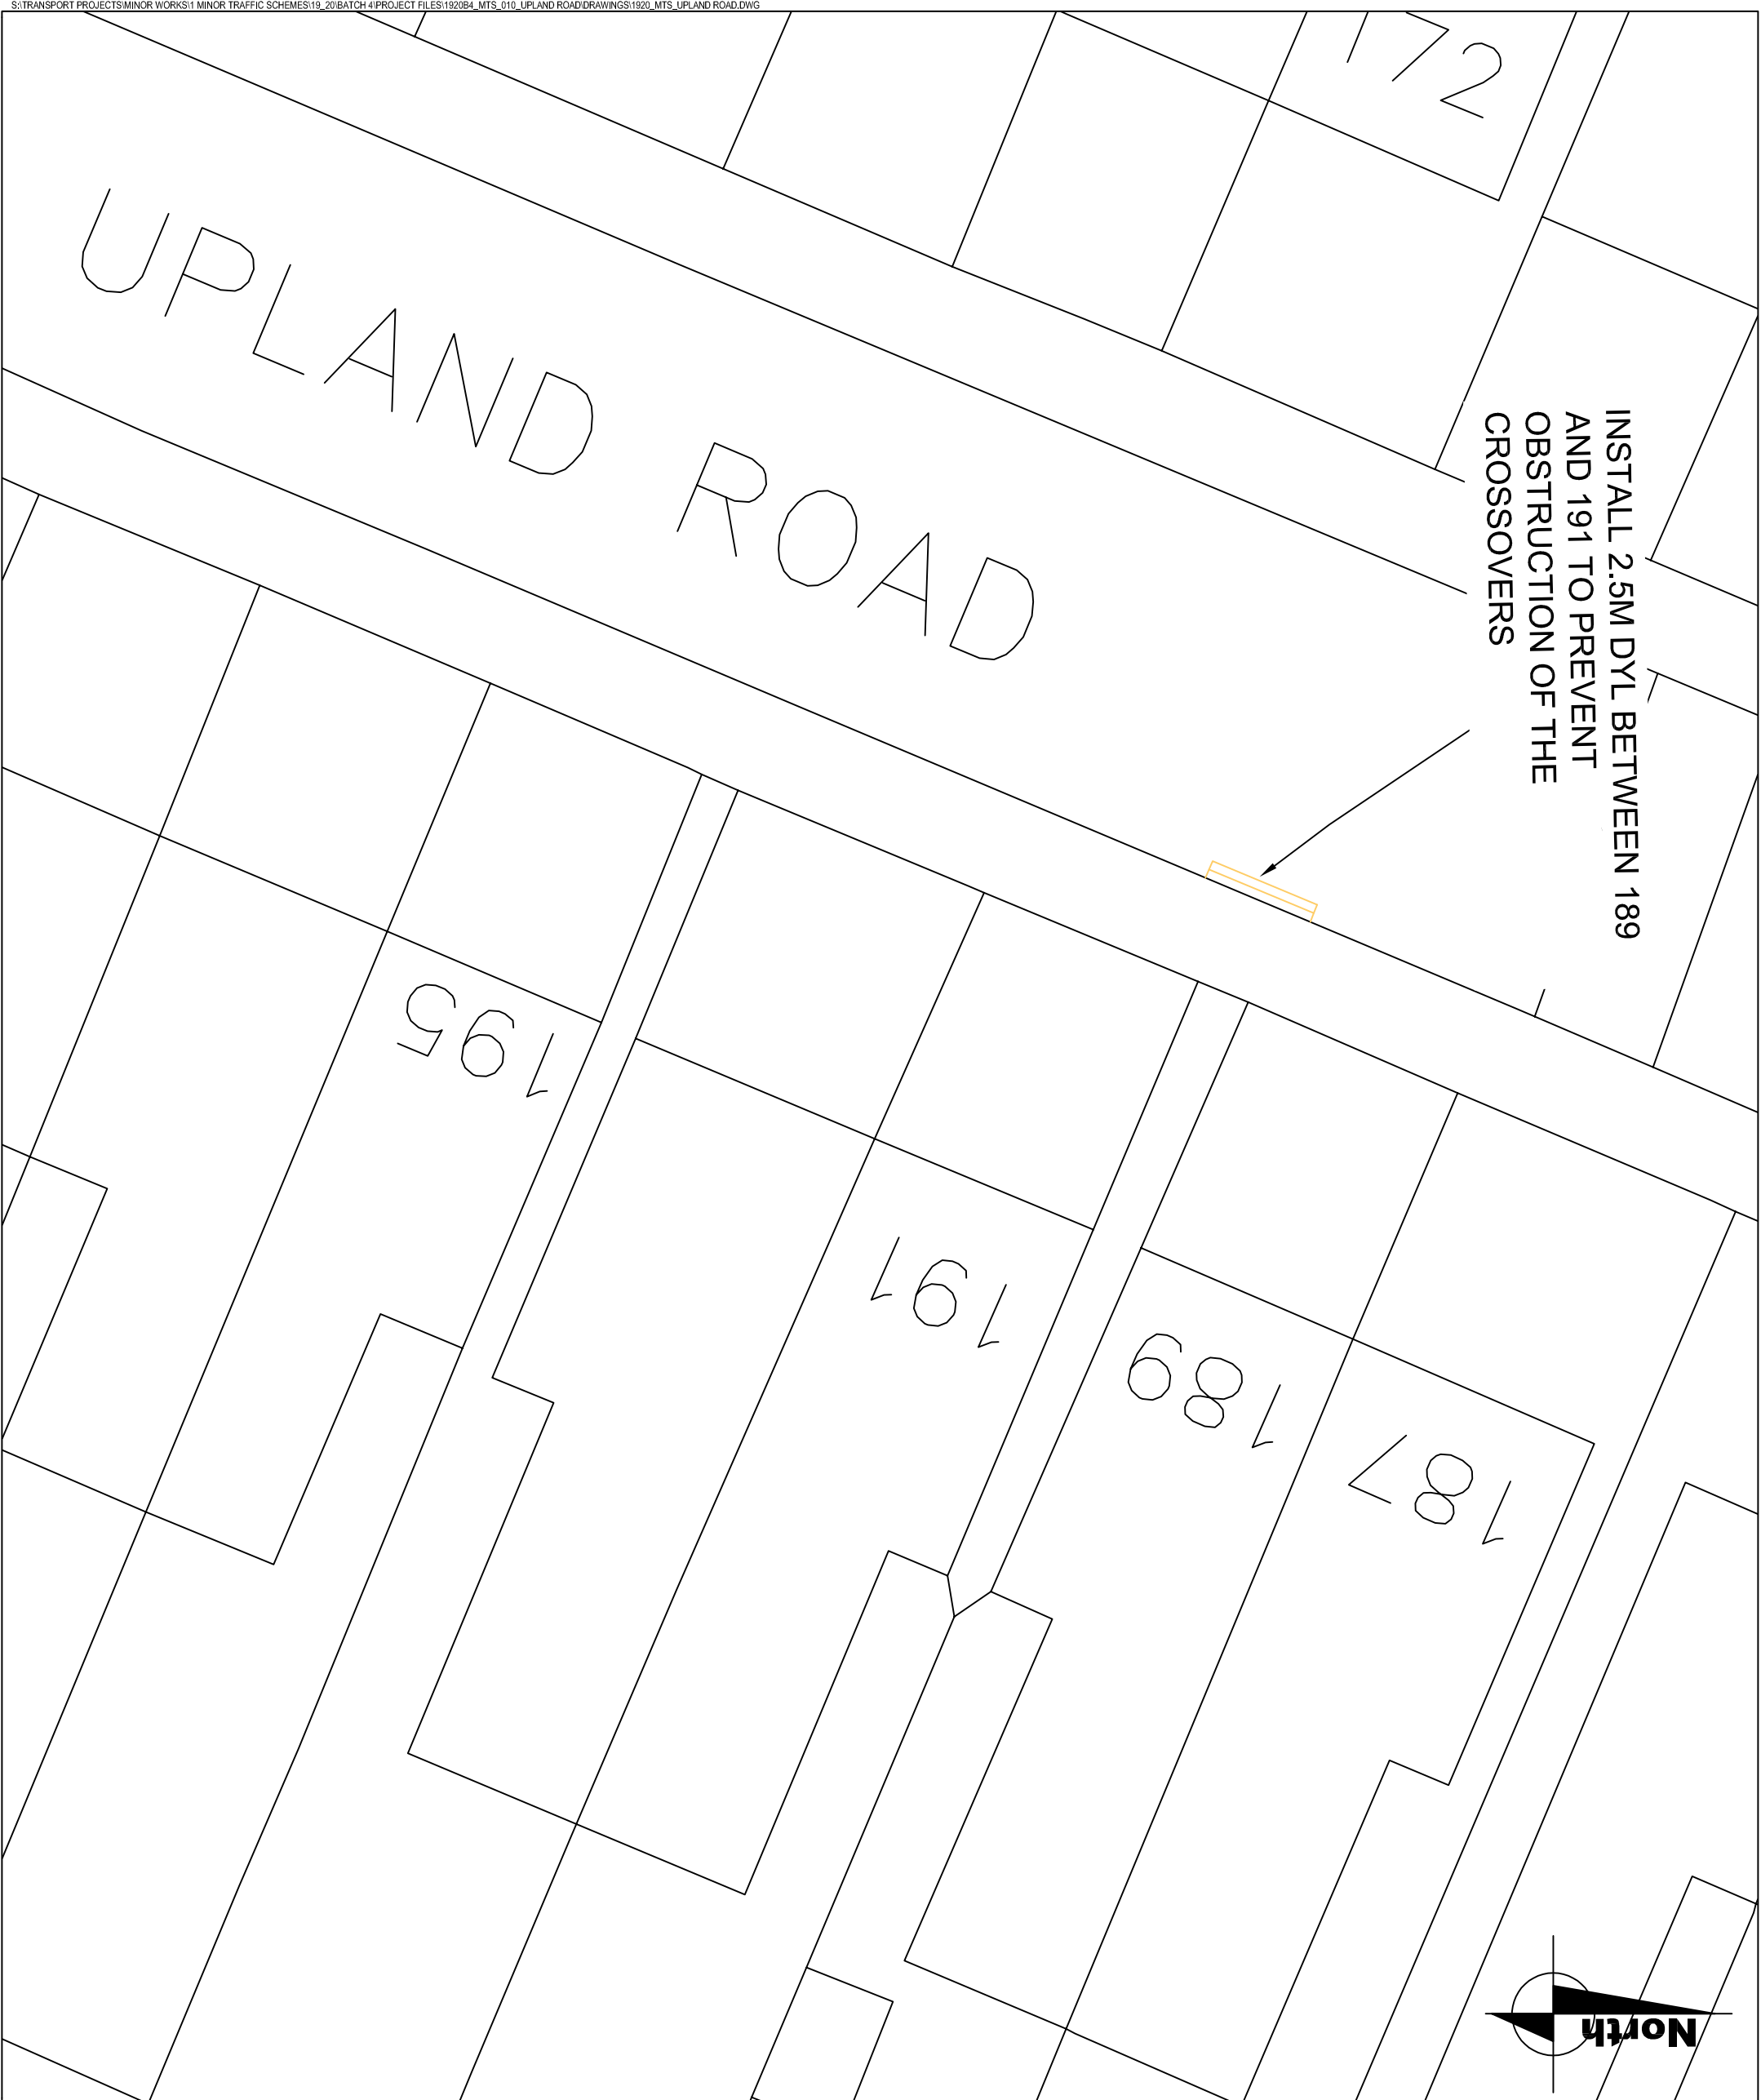 S:\TRANSPORT PROJECTS\MINOR WORKS\1 MINOR TRAFFIC SCHEMES\19_20\BATCH 4\PROJECT FILES\1920B4_MTS_010_UPLAND ROAD\DRAWINGS\1920_MTS_UPLAND ROAD.DWG
172
UPLAND ROAD
INSTALL 2.5M DYL BETWEEN 189
AND 191 TO PREVENT
OBSTRUCTION OF THE
CROSSOVERS
195
191
189
187
North